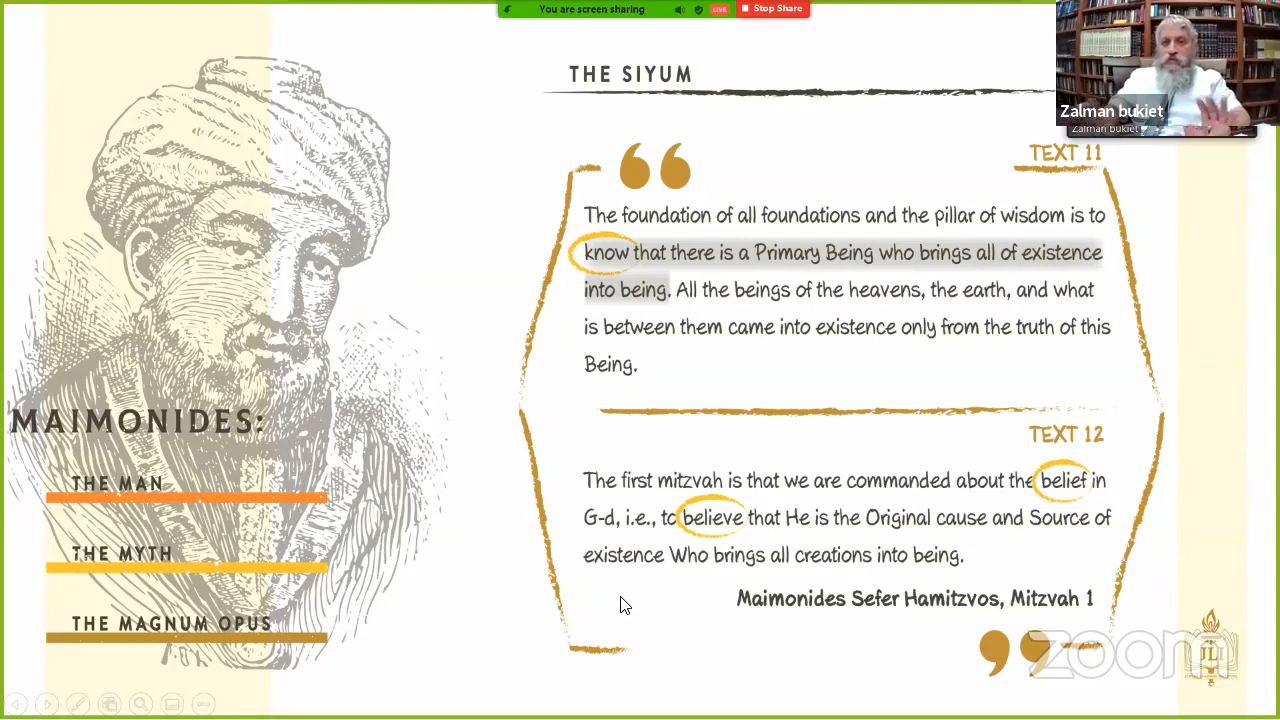 You are screen sharing
LIVE
Stop Share
Zalman bukiet
Zalman bukiet
THE SIYUM
TEXT 11
The foundation of all foundations and the pillar of wisdom is to
know that there is a Primary Being who brings all of existence
into being. All the beings of the heavens, the earth, and what
is between them came into existence only from the truth of this
Being.
TEXT 12
The first mitzvah is that we are commanded about the belief in
G-d, i.e., to believe that He is the Original cause and Source of
existence Who brings all creations into being.
Maimonides Sefer Hamitzvos, Mitzvah 1
MAIMONIDES:
THE MAN
THE MYTH
THE MAGNUM OPUS
zoom
JLI